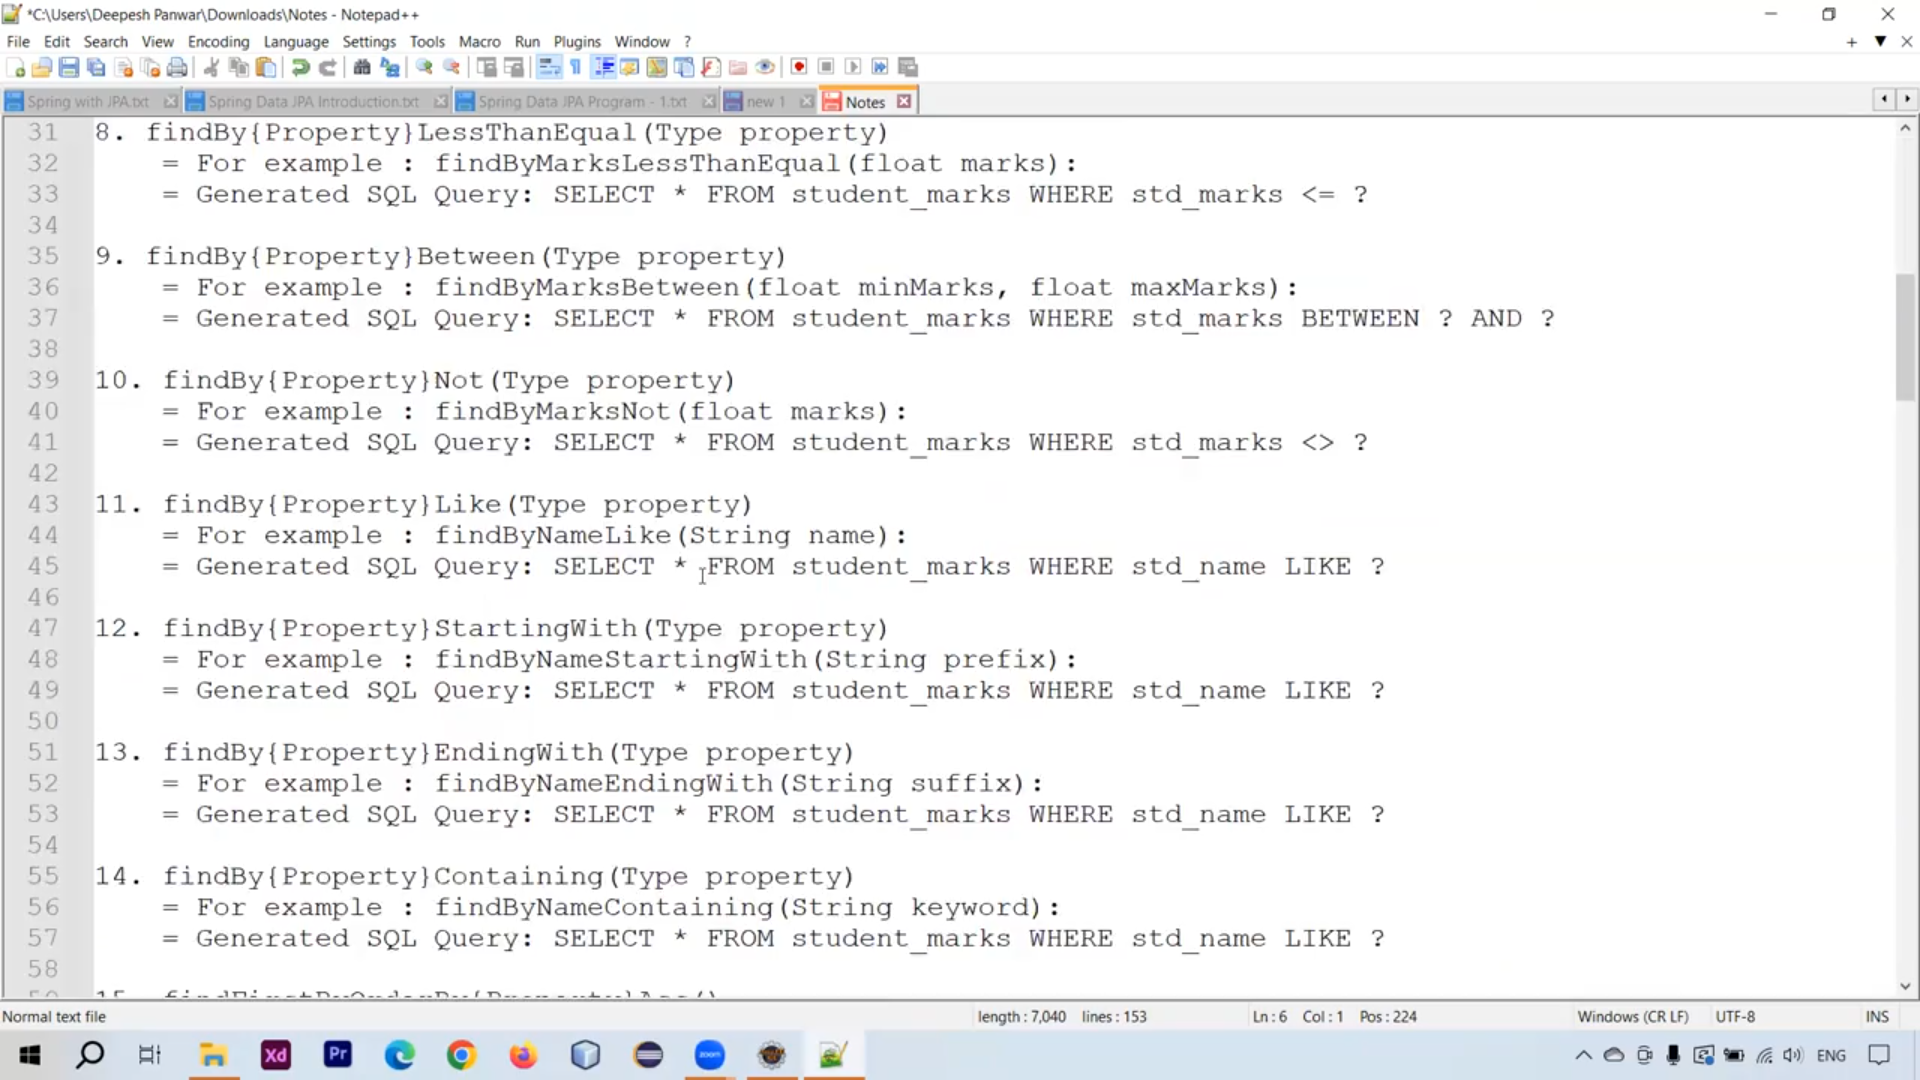 *C:\Users\Deepesh Panwar\Downloads\Notes - Notepad++
File Edit Search View Encoding Language Settings Tools Macro Run Plugins Window ?
Spring with JPA.txt Spring Data JPA Introduction.txt Spring Data JPA Program - 1.txt new 1 Notes
31 8. findBy{Property}LessThanEqual(Type property)
32 = For example : findByMarksLessThanEqual(float marks):
33 = Generated SQL Query: SELECT * FROM student_marks WHERE std_marks <= ?
34
35 9. findBy{Property}Between(Type property)
36 = For example : findByMarksBetween(float minMarks, float maxMarks):
37 = Generated SQL Query: SELECT * FROM student_marks WHERE std_marks BETWEEN ? AND ?
38
39 10. findBy{Property}Not(Type property)
40 = For example : findByMarksNot(float marks):
41 = Generated SQL Query: SELECT * FROM student_marks WHERE std_marks <> ?
42
43 11. findBy{Property}Like(Type property)
44 = For example : findByNameLike(String name):
45 = Generated SQL Query: SELECT * FROM student_marks WHERE std_name LIKE ?
46
47 12. findBy{Property}StartingWith(Type property)
48 = For example : findByNameStartingWith(String prefix):
49 = Generated SQL Query: SELECT * FROM student_marks WHERE std_name LIKE ?
50
51 13. findBy{Property}EndingWith(Type property)
52 = For example : findByNameEndingWith(String suffix):
53 = Generated SQL Query: SELECT * FROM student_marks WHERE std_name LIKE ?
54
55 14. findBy{Property}Containing(Type property)
56 = For example : findByNameContaining(String keyword):
57 = Generated SQL Query: SELECT * FROM student_marks WHERE std_name LIKE ?
58
59 15. findFirstByOrderBy{Property}Asc()
Normal text file length : 7,040 lines : 153 Ln : 6 Col : 1 Pos : 224 Windows (CR LF) UTF-8 INS
Xd Pr zoom ENG